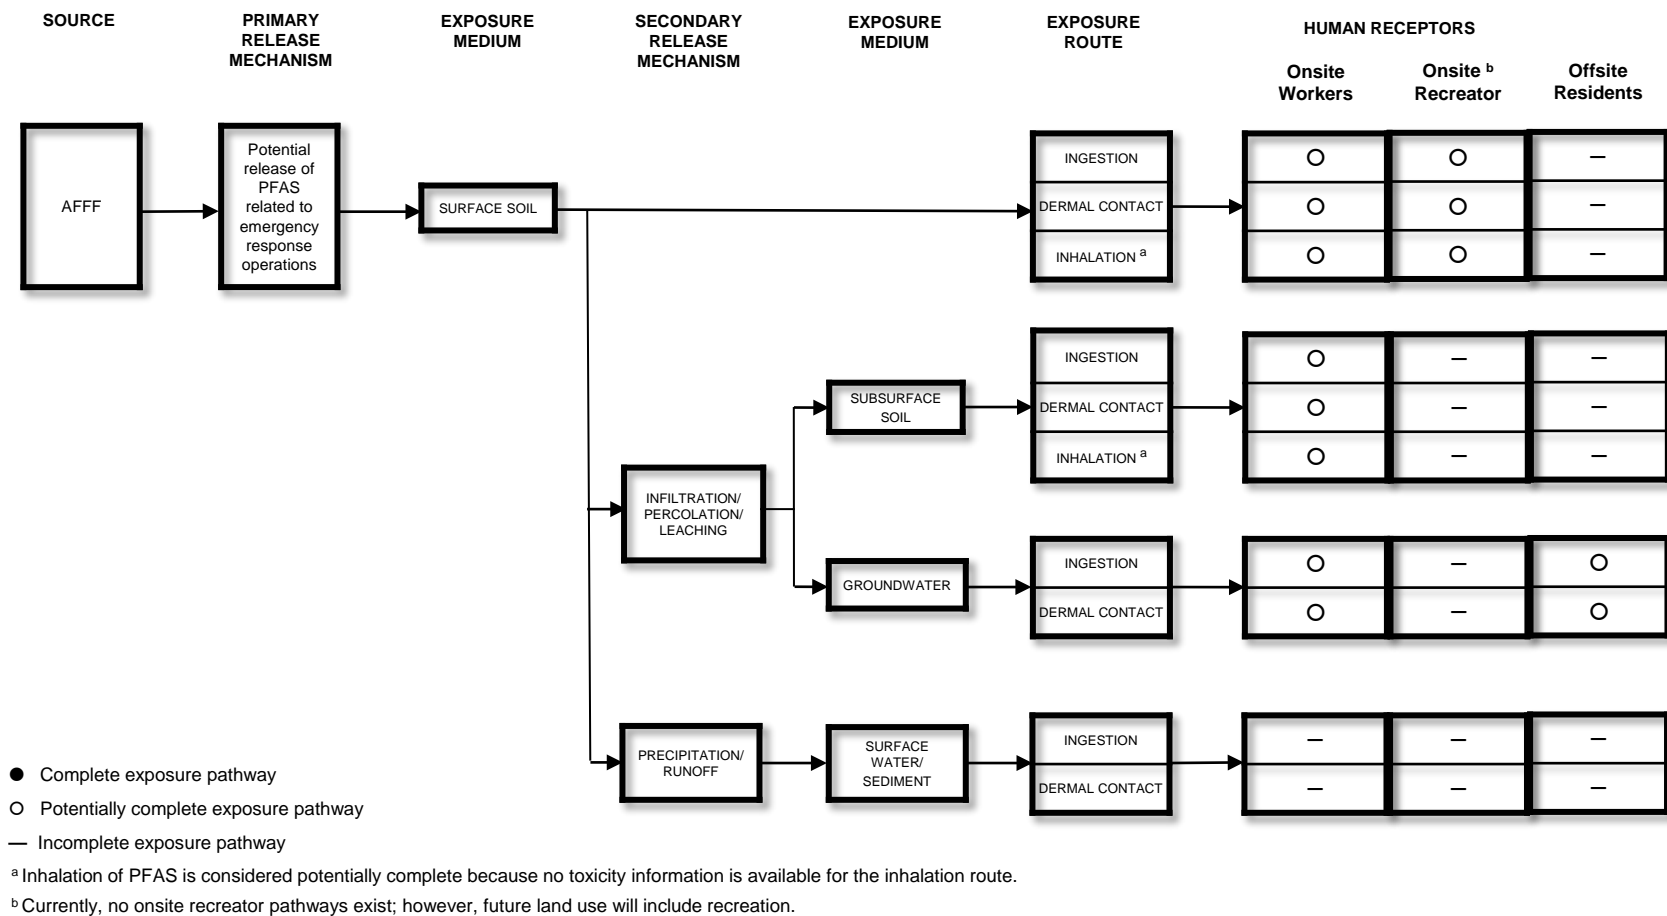 SOURCE
PRIMARY
RELEASE
MECHANISM
EXPOSURE
MEDIUM
SECONDARY
RELEASE
MECHANISM
EXPOSURE
MEDIUM
EXPOSURE
ROUTE
HUMAN RECEPTORS
Onsite
Workers
Onsite b
Recreator
Offsite
Residents
AFFF
Potential
release of
PFAS
related to
emergency
response
operations
SURFACE SOIL
INGESTION
DERMAL CONTACT
INHALATION a
INFILTRATION/
PERCOLATION/
LEACHING
SUBSURFACE
SOIL
INGESTION
DERMAL CONTACT
INHALATION a
GROUNDWATER
INGESTION
DERMAL CONTACT
PRECIPITATION/
RUNOFF
SURFACE
WATER/
SEDIMENT
INGESTION
DERMAL CONTACT
Complete exposure pathway
Potentially complete exposure pathway
— Incomplete exposure pathway
a Inhalation of PFAS is considered potentially complete because no toxicity information is available for the inhalation route.
b Currently, no onsite recreator pathways exist; however, future land use will include recreation.